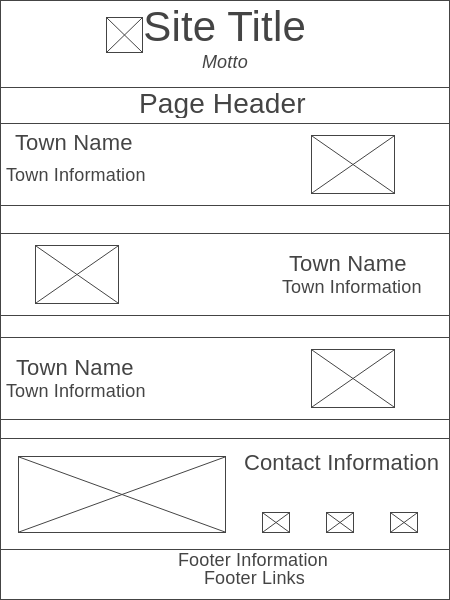 Site Title
Motto
Page Header
Town Name
Town Information
Town Name
Town Information
Town Name
Town Information
Contact Information
Footer Information
Footer Links